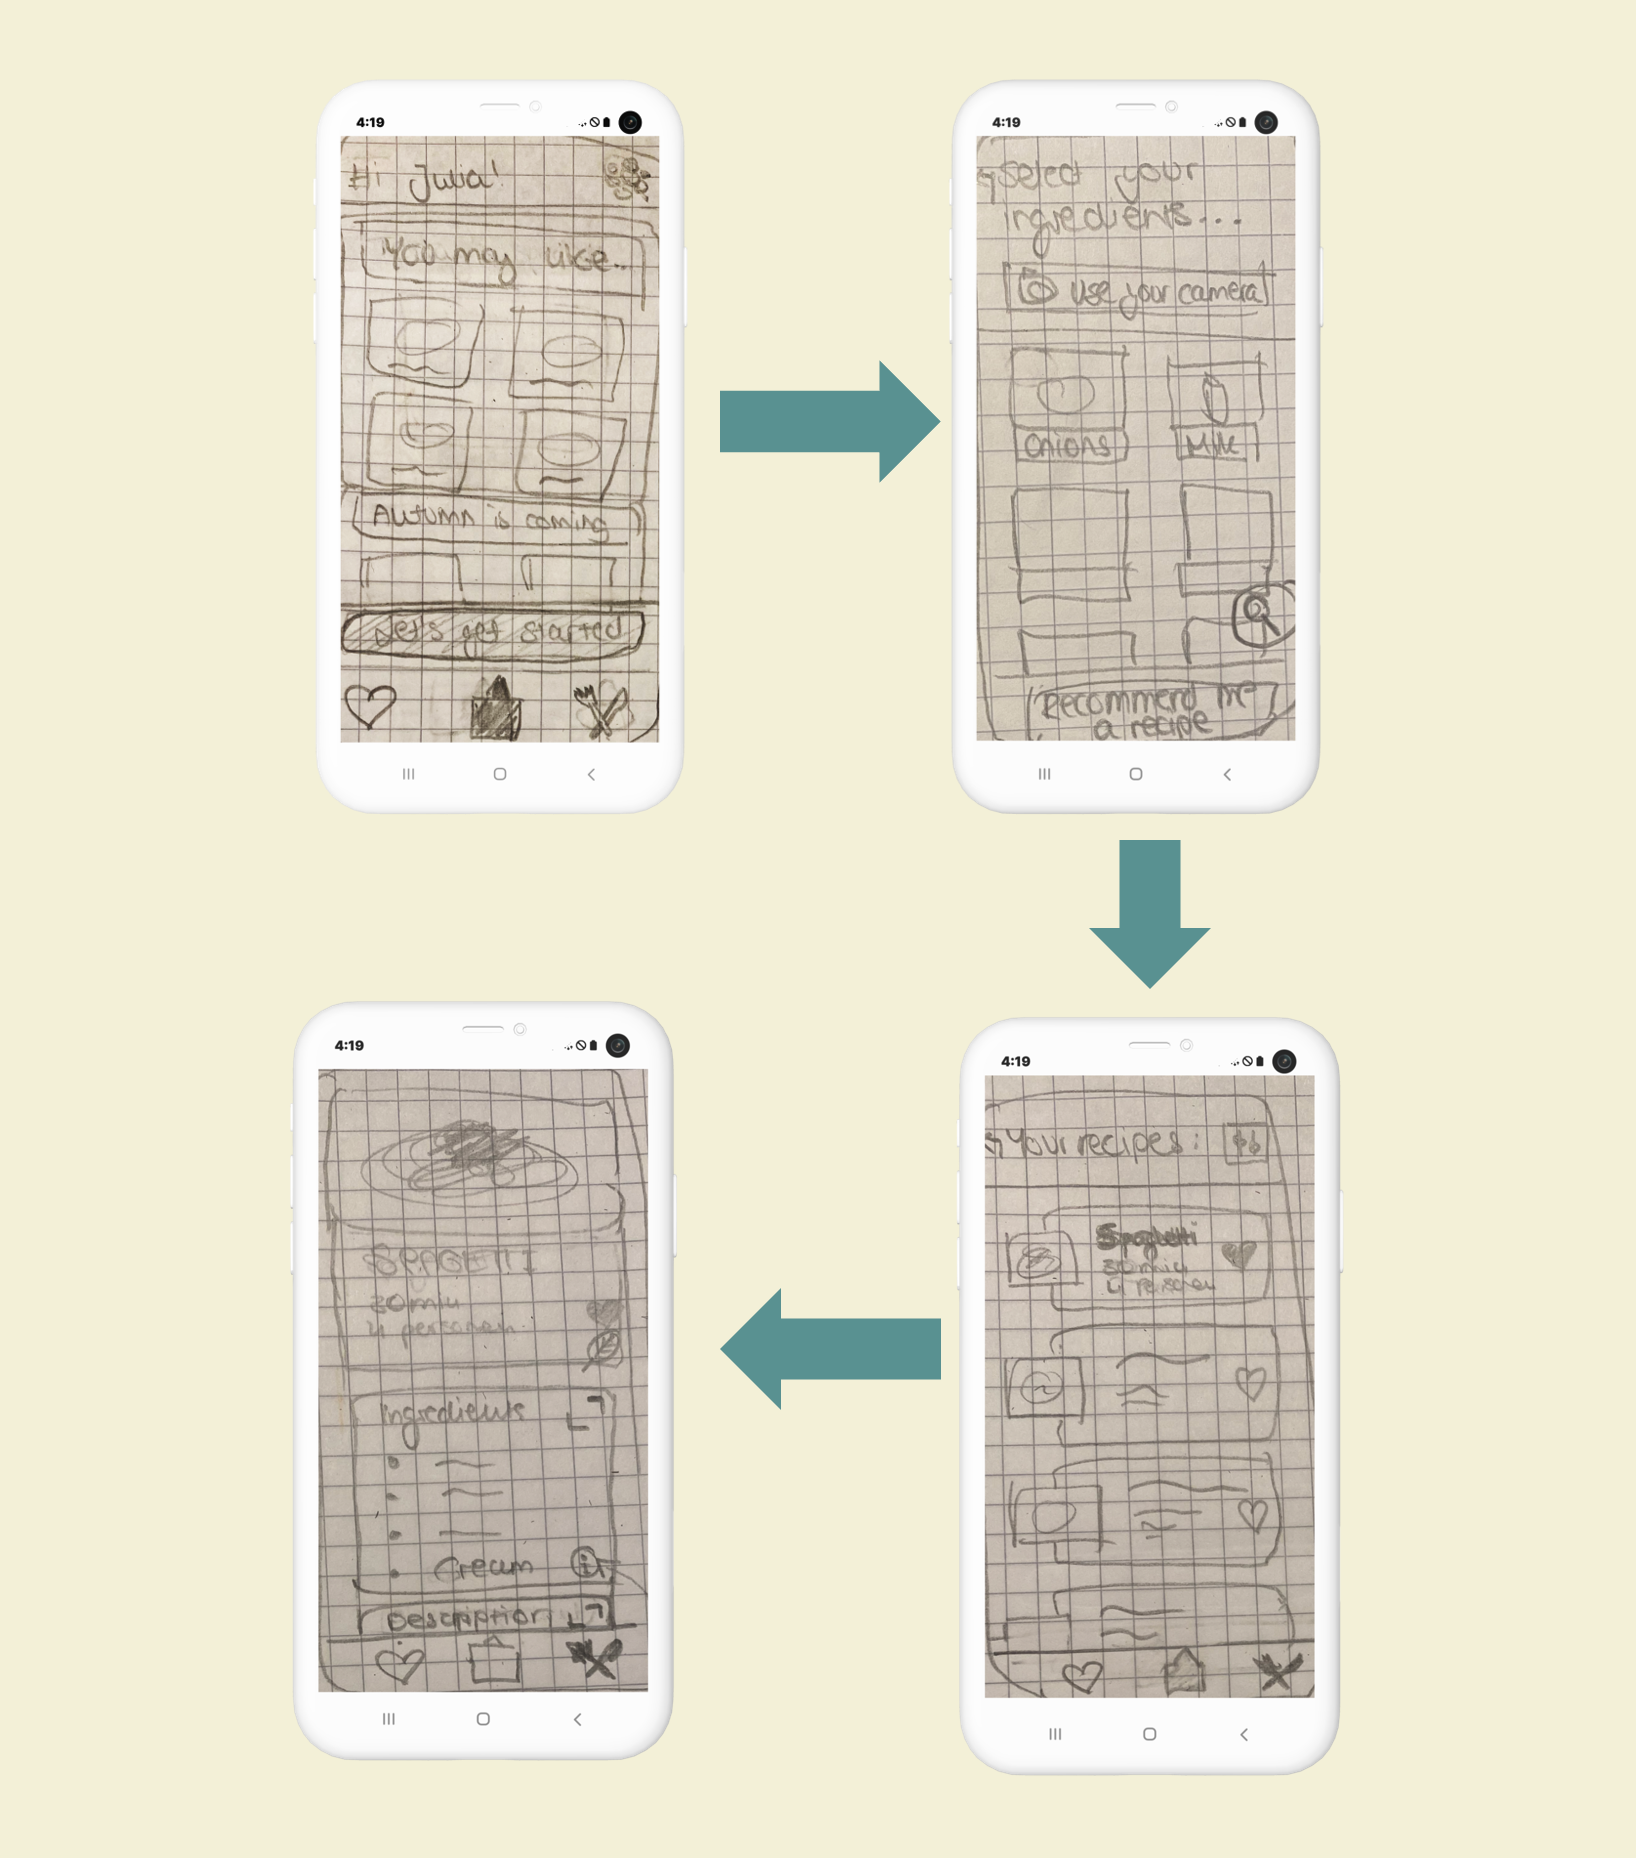 4:19
Hi Julia!
You may like..
Autumn is coming
Let's get started
4:19
Select your
ingredients...
Use your camera
Onions
Milk
Recommend me
a recipe
4:19
Your recipes:
Spaghetti
30 min
4 personen
4:19
SPAGETTI
30 min
4 personen
Ingredients
Cream
i
Description